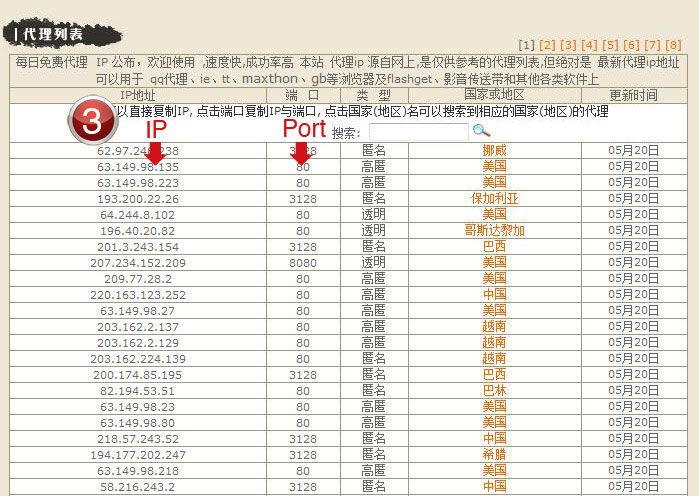 代理列表
[1] [2] [3] [4] [5] [6] [7] [8]
每日免费代理 IP 公布，欢迎使用 ,速度快,成功率高 本站 代理ip 源自网上,是仅供参考的代理列表,但绝对是 最新代理ip地址
可以用于 qq代理、ie、tt、maxthon、gb等浏览器及flashget、影音传送带和其他各类软件上
IP地址 端 口 类 型 国家或地区 更新时间
3 以直接复制IP, 点击端口复制IP与端口, 点击国家(地区)名可以搜索到相应的国家(地区)的代理
IP Port 搜索:
62.97.24 238 3 28 匿名 挪威 05月20日
63.149.98.135 80 高匿 美国 05月20日
63.149.98.223 80 高匿 美国 05月20日
193.200.22.26 3128 匿名 保加利亚 05月20日
64.244.8.102 80 透明 美国 05月20日
196.40.20.82 80 透明 哥斯达黎加 05月20日
201.3.243.154 3128 匿名 巴西 05月20日
207.234.152.209 8080 透明 美国 05月20日
209.77.28.2 80 高匿 美国 05月20日
220.163.123.252 80 高匿 中国 05月20日
63.149.98.27 80 高匿 美国 05月20日
203.162.2.137 80 高匿 越南 05月20日
203.162.2.129 80 高匿 越南 05月20日
203.162.224.139 80 匿名 越南 05月20日
200.174.85.195 3128 匿名 巴西 05月20日
82.194.53.51 80 匿名 巴林 05月20日
63.149.98.23 80 高匿 美国 05月20日
63.149.98.80 80 高匿 美国 05月20日
218.57.243.52 3128 匿名 中国 05月20日
194.177.202.247 3128 匿名 希腊 05月20日
63.149.98.218 80 高匿 美国 05月20日
58.216.243.2 3128 匿名 中国 05月20日